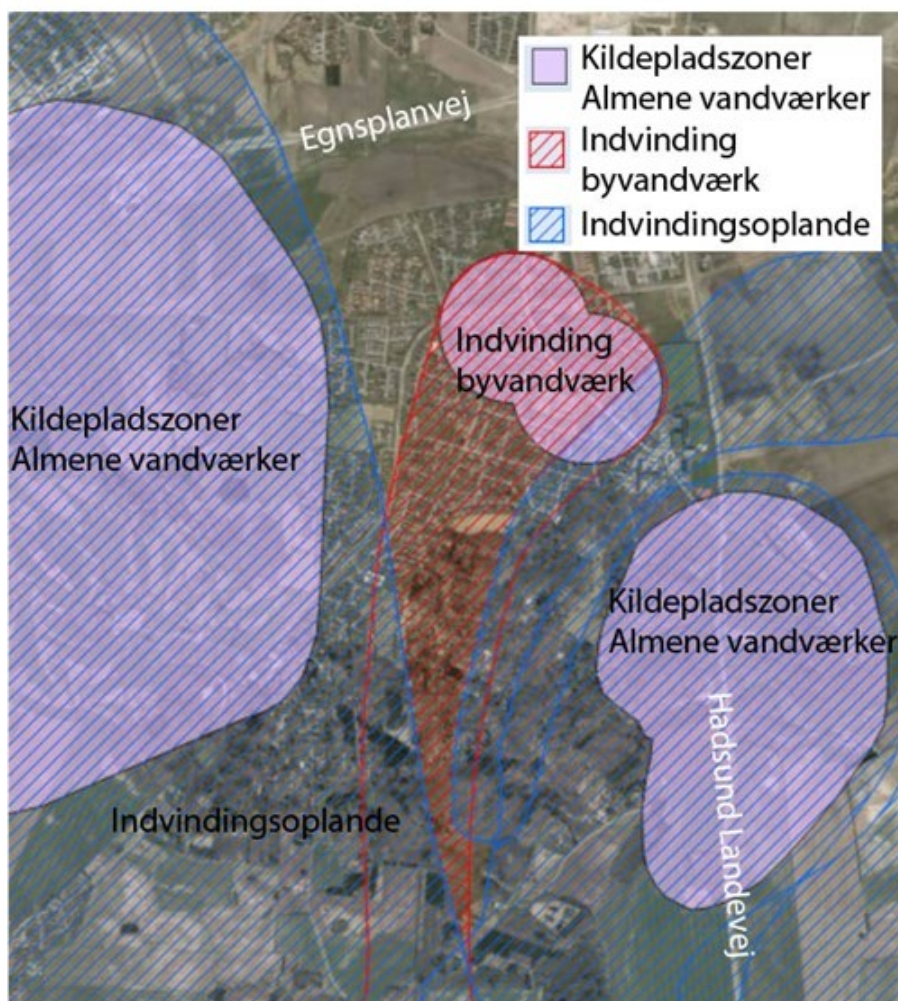 Kildepladszoner
Almene vandværker
Indvinding
byvandværk
Indvindingsoplande
Egnsplanvej
Indvinding
byvandværk
Kildepladszoner
Almene vandværker
Kildepladszoner
Almene vandværker
Hadsund Landevej
Indvindingsoplande